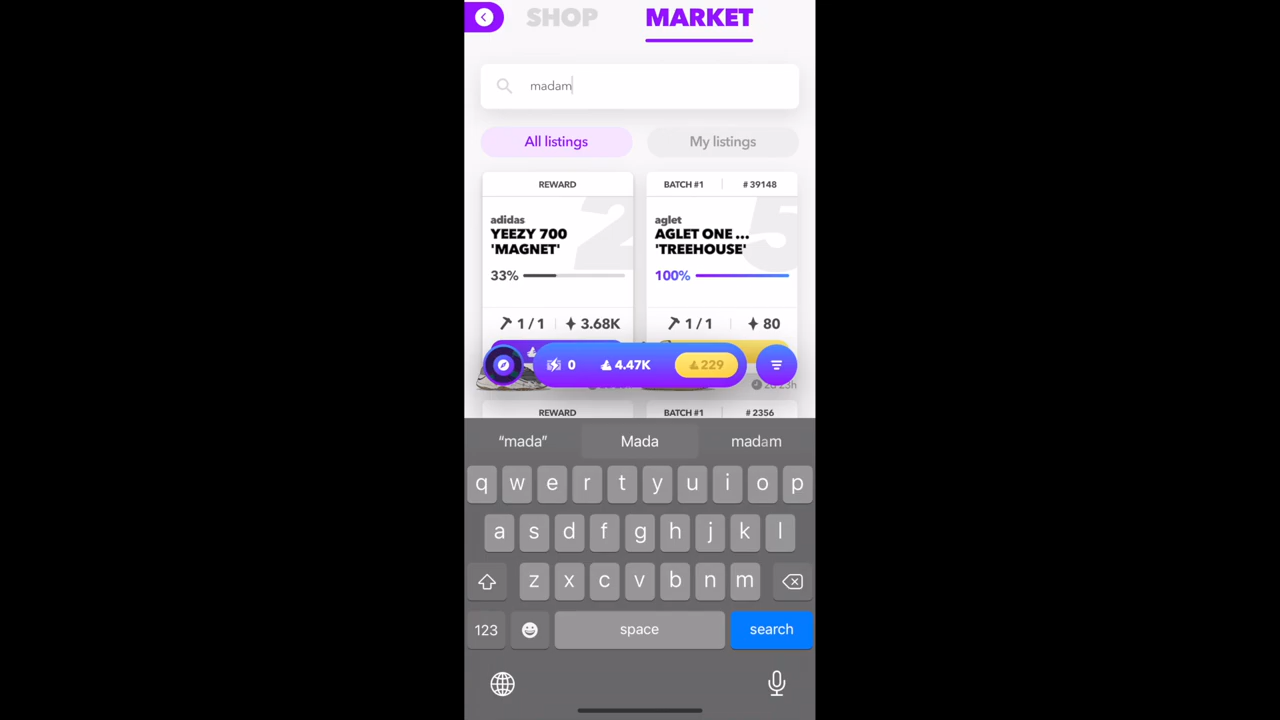 SHOP MARKET
madam
All listings My listings
REWARD
adidas
YEEZY 700
'MAGNET'
33%
1 / 1 3.68K
BATCH #1 # 39148
aglet
AGLET ONE ...
'TREEHOUSE'
100%
1 / 1 80
0 4.47K 229
REWARD BATCH #1 # 2356
“mada” Mada madam
q w e r t y u i o p
a s d f g h j k l
z x c v b n m
123 space search